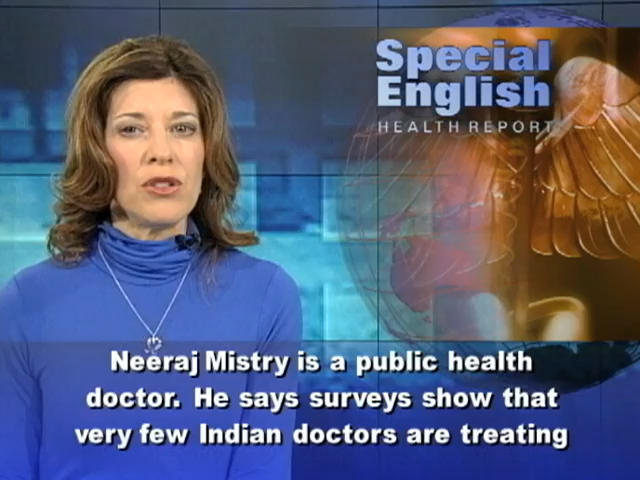 Special
English
HEALTH REPORT
Neeraj Mistry is a public health
doctor. He says surveys show that
very few Indian doctors are treating